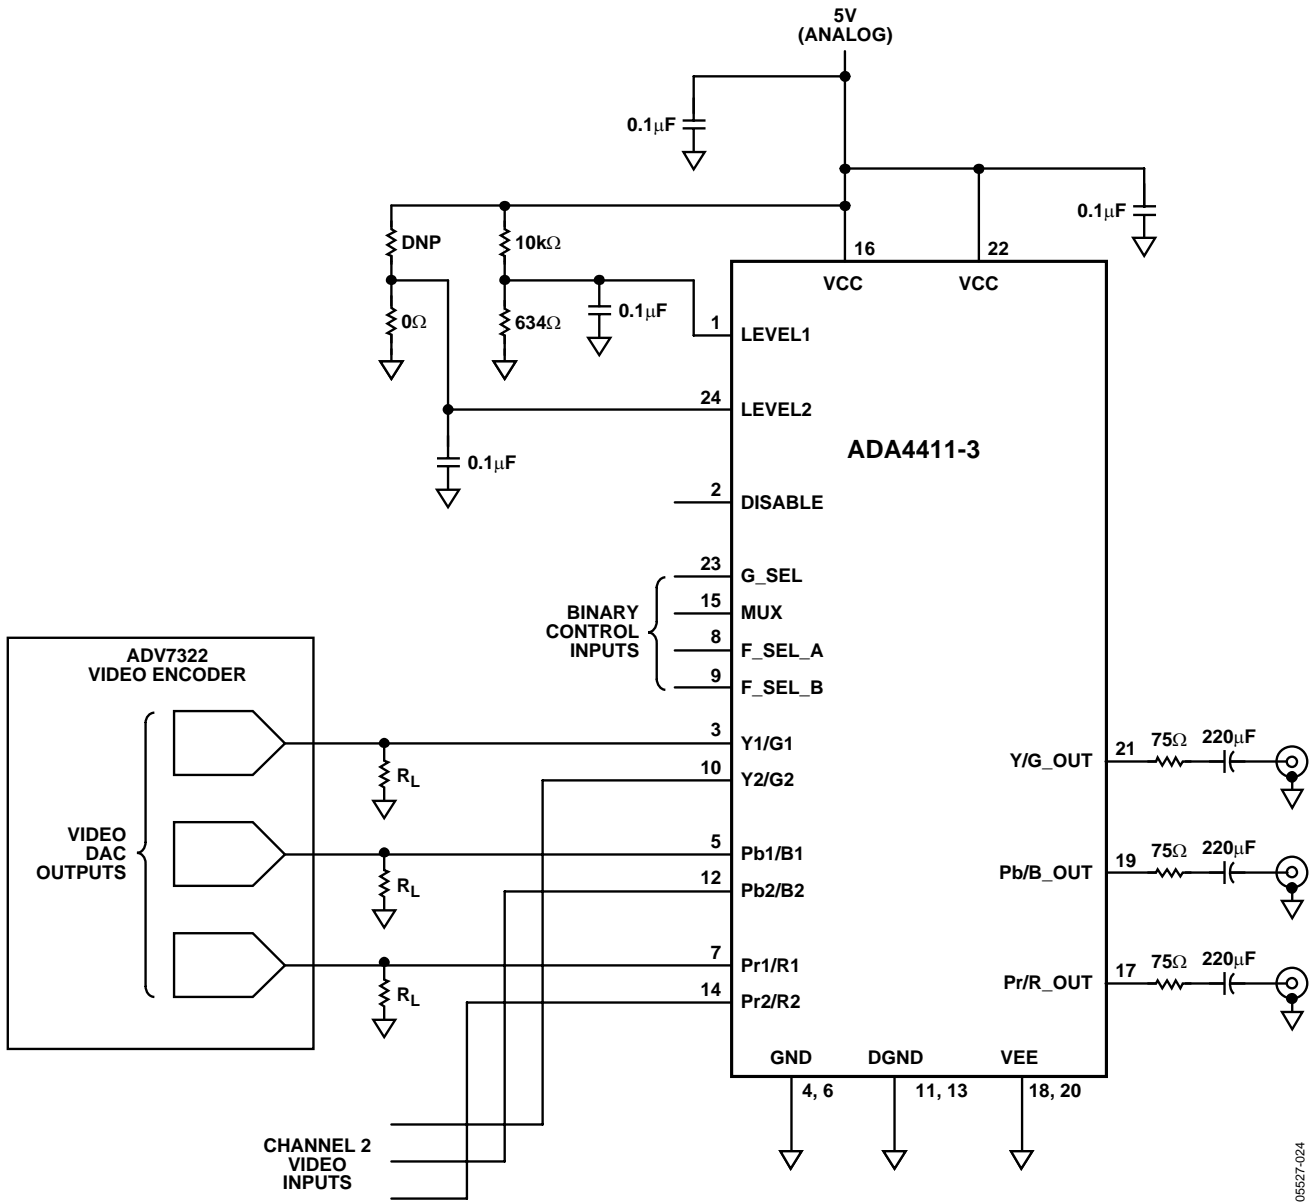 5V
(ANALOG)
0.1μF
0.1μF
DNP
10kΩ
16
22
VCC
VCC
0Ω
634Ω
0.1μF
1
LEVEL1
24
LEVEL2
ADA4411-3
0.1μF
2
DISABLE
23
G_SEL
BINARY
CONTROL
INPUTS
15
MUX
8
F_SEL_A
9
F_SEL_B
ADV7322
VIDEO ENCODER
3
Y1/G1
RL
10
Y2/G2
Y/G_OUT
21
75Ω
220μF
VIDEO
DAC
OUTPUTS
5
Pb1/B1
RL
12
Pb2/B2
Pb/B_OUT
19
75Ω
220μF
7
Pr1/R1
RL
14
Pr2/R2
Pr/R_OUT
17
75Ω
220μF
GND
DGND
VEE
4, 6
11, 13
18, 20
CHANNEL 2
VIDEO
INPUTS
05527-024